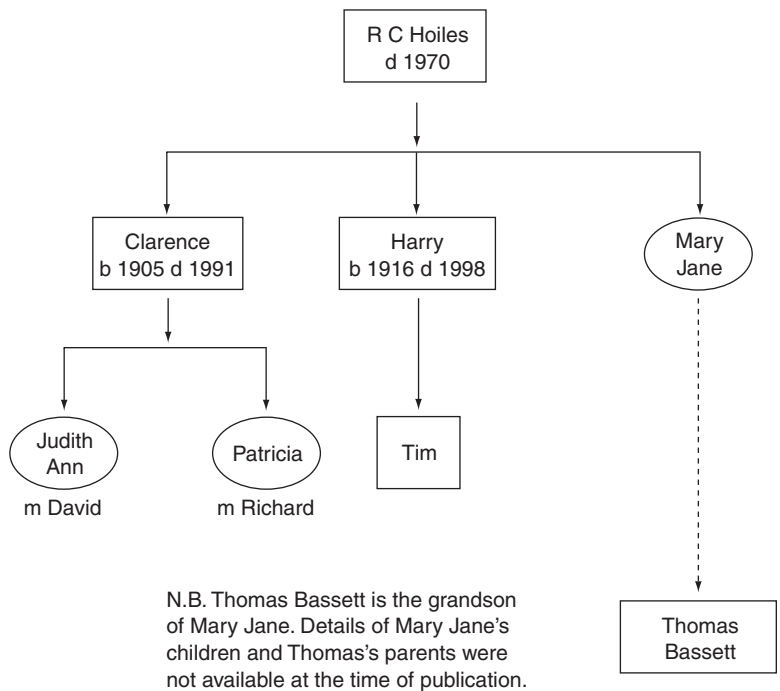 R C Hoiles
d 1970
Clarence
b 1905 d 1991
Harry
b 1916 d 1998
Mary
Jane
Judith
Ann
m David
Patricia
m Richard
Tim
Thomas
Bassett
N.B. Thomas Bassett is the grandson
of Mary Jane. Details of Mary Jane's
children and Thomas's parents were
not available at the time of publication.